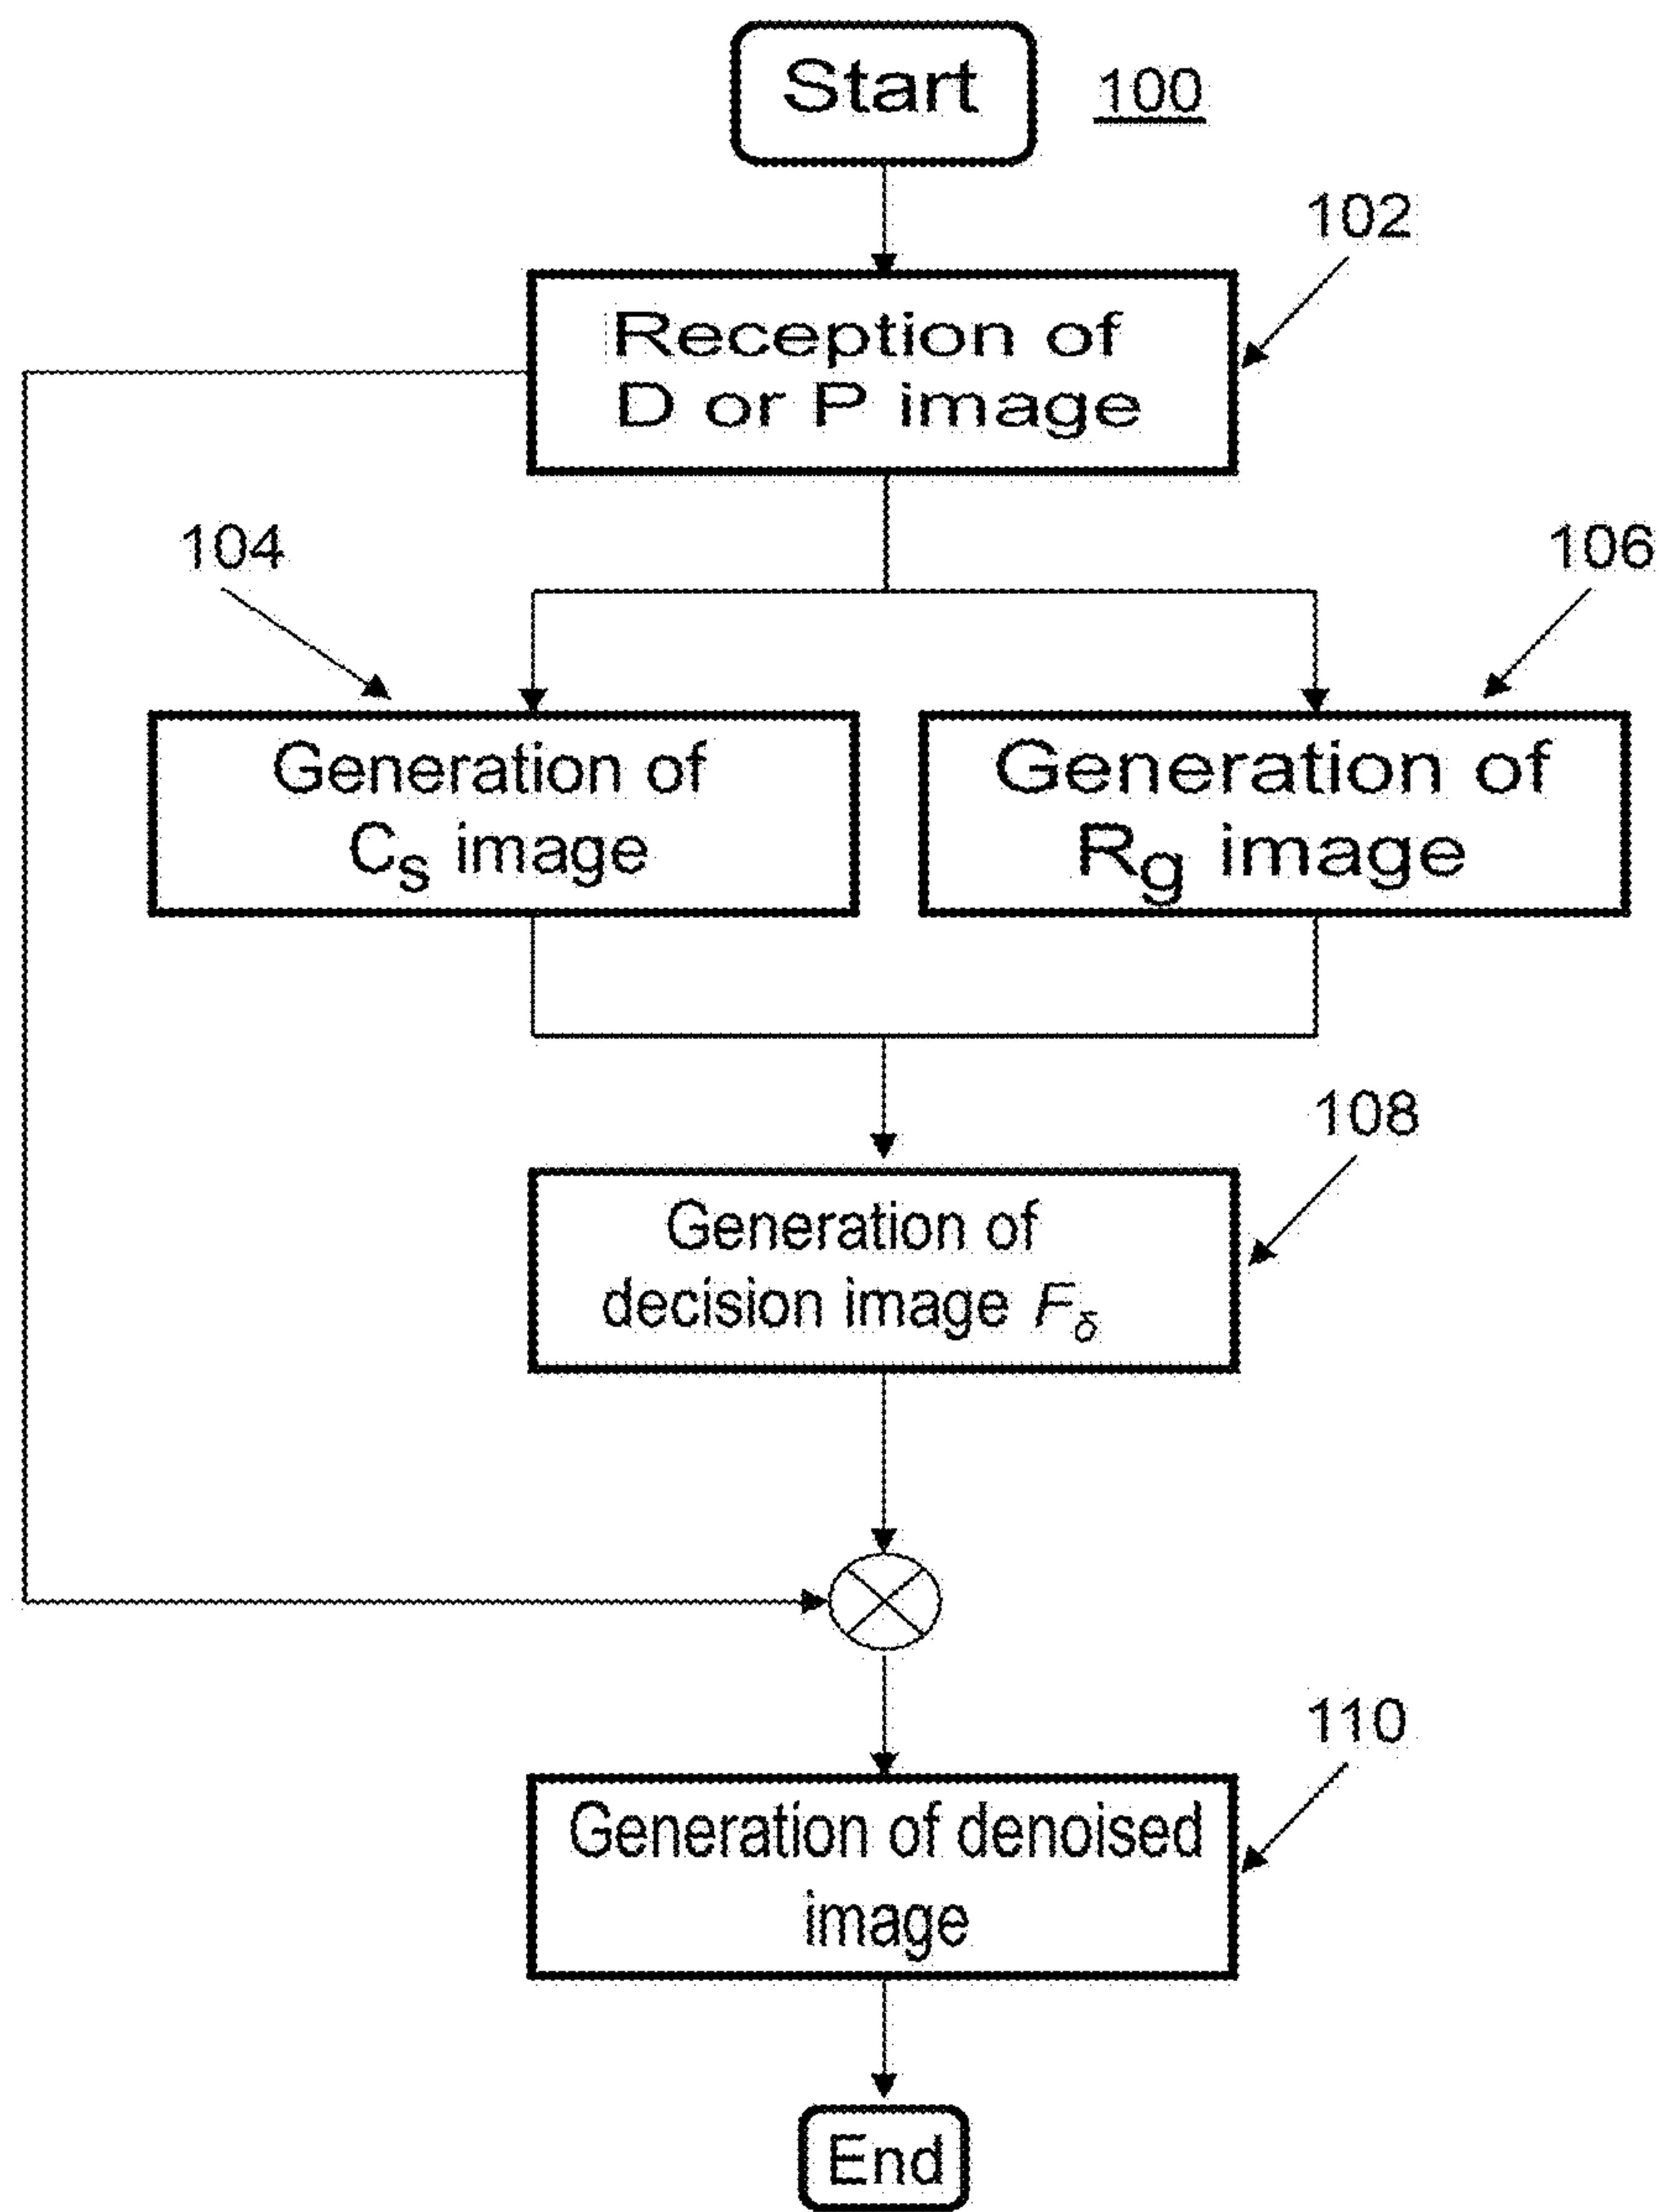 Start
100
102
Reception of
D or P image
104
106
Generation of
Cs image
Generation of
Rg image
108
Generation of
decision image Fδ
110
Generation of denoised
image
End